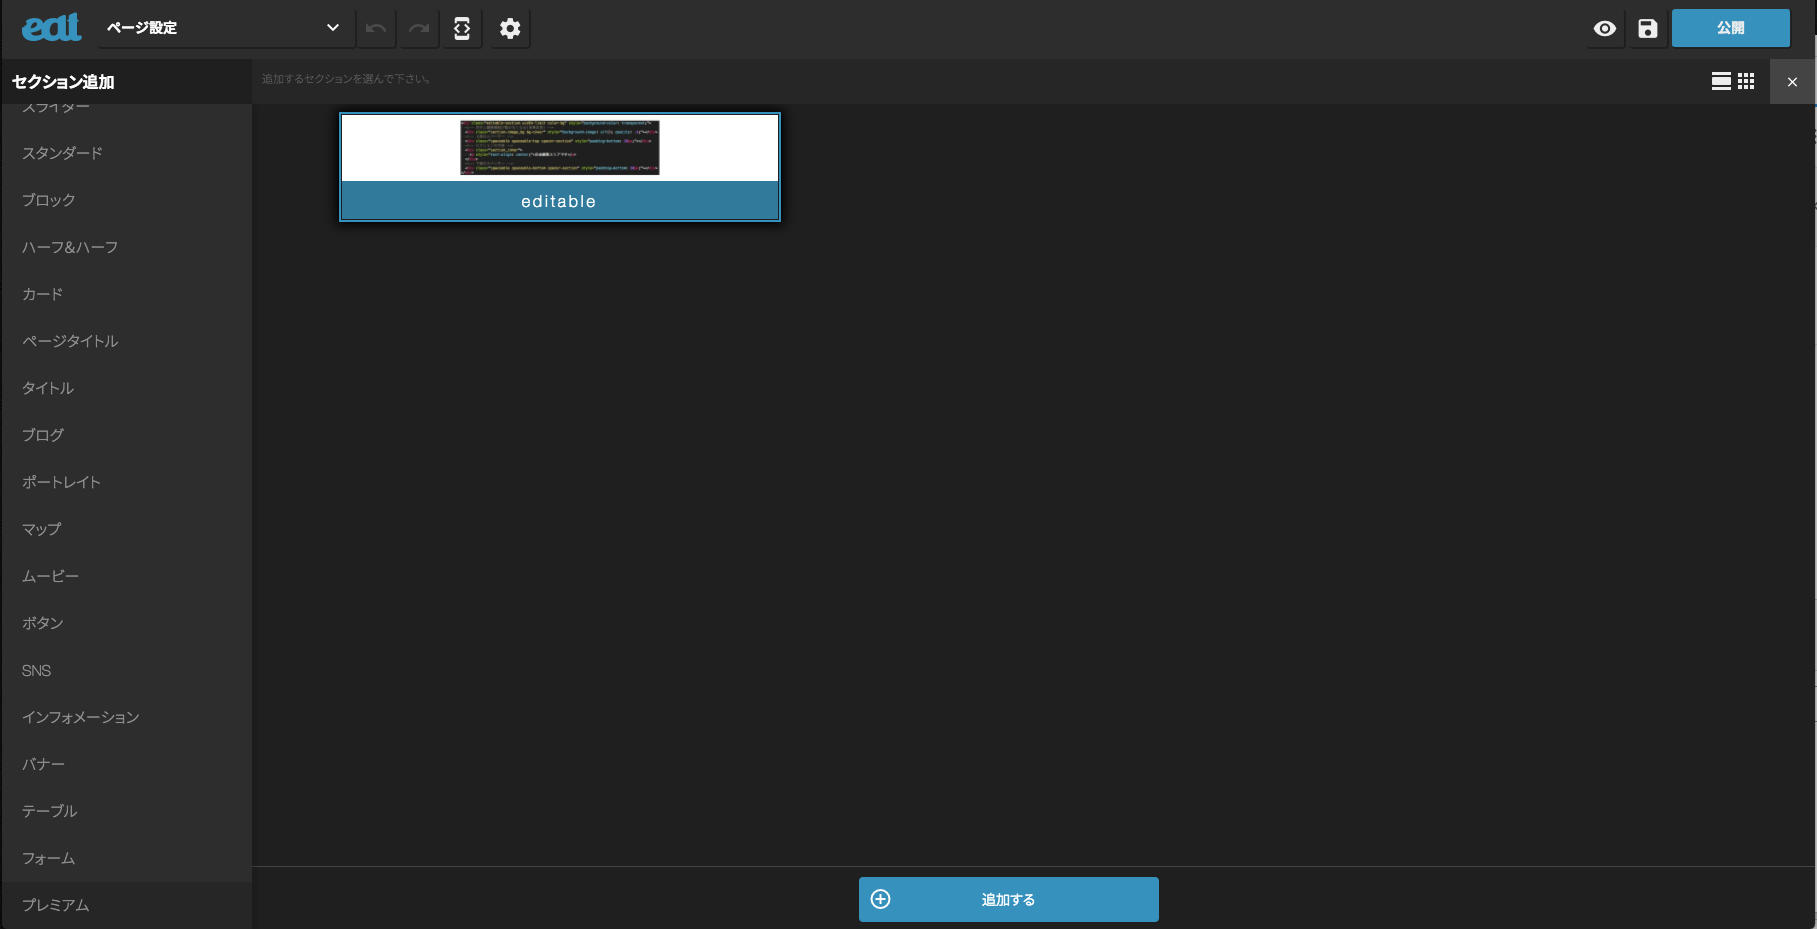 eat
ページ設定
公開
セクション追加
追加するセクションを選んで下さい。
スライダー
スタンダード
ブロック
ハーフ&ハーフ
カード
ページタイトル
タイトル
ブログ
ポートレイト
マップ
ムービー
ボタン
SNS
インフォメーション
バナー
テーブル
フォーム
プレミアム
editable
追加する